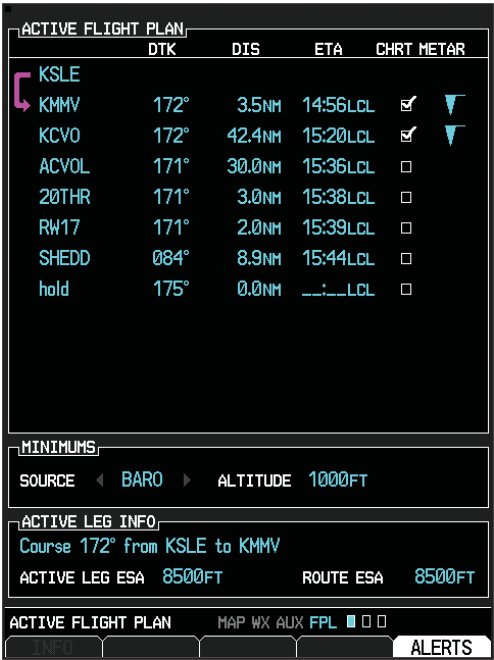 ACTIVE FLIGHT PLAN
DTK DIS ETA CHRT METAR
KSLE
KMMV 172° 3.5NM 14:56LCL
KCVO 172° 42.4NM 15:20LCL
ACVOL 171° 30.0NM 15:36LCL
20THR 171° 3.0NM 15:38LCL
RW17 171° 2.0NM 15:39LCL
SHEDD 084° 8.9NM 15:44LCL
hold 175° 0.0NM __:__LCL
MINIMUMS
SOURCE BARO ALTITUDE 1000FT
ACTIVE LEG INFO
Course 172° from KSLE to KMMV
ACTIVE LEG ESA 8500FT ROUTE ESA 8500FT
ACTIVE FLIGHT PLAN MAP WX AUX FPL
INFO ALERTS